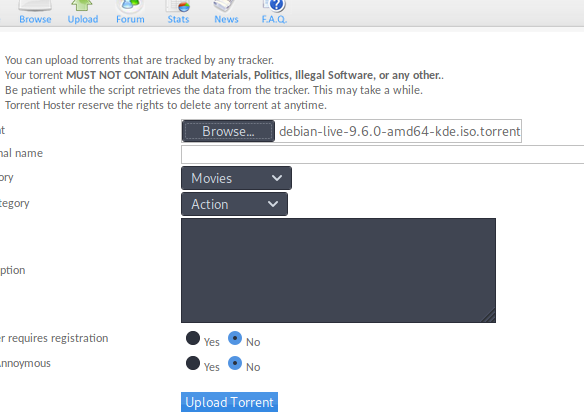 Browse Upload Forum Stats News F.A.Q.
You can upload torrents that are tracked by any tracker.
Your torrent MUST NOT CONTAIN Adult Materials, Politics, Illegal Software, or any other..
Be patient while the script retrieves the data from the tracker. This may take a while.
Torrent Hoster reserve the rights to delete any torrent at anytime.
nt Browse... debian-live-9.6.0-amd64-kde.iso.torrent
nal name
ory Movies
tegory Action
ption
er requires registration Yes No
Annoymous Yes No
Upload Torrent